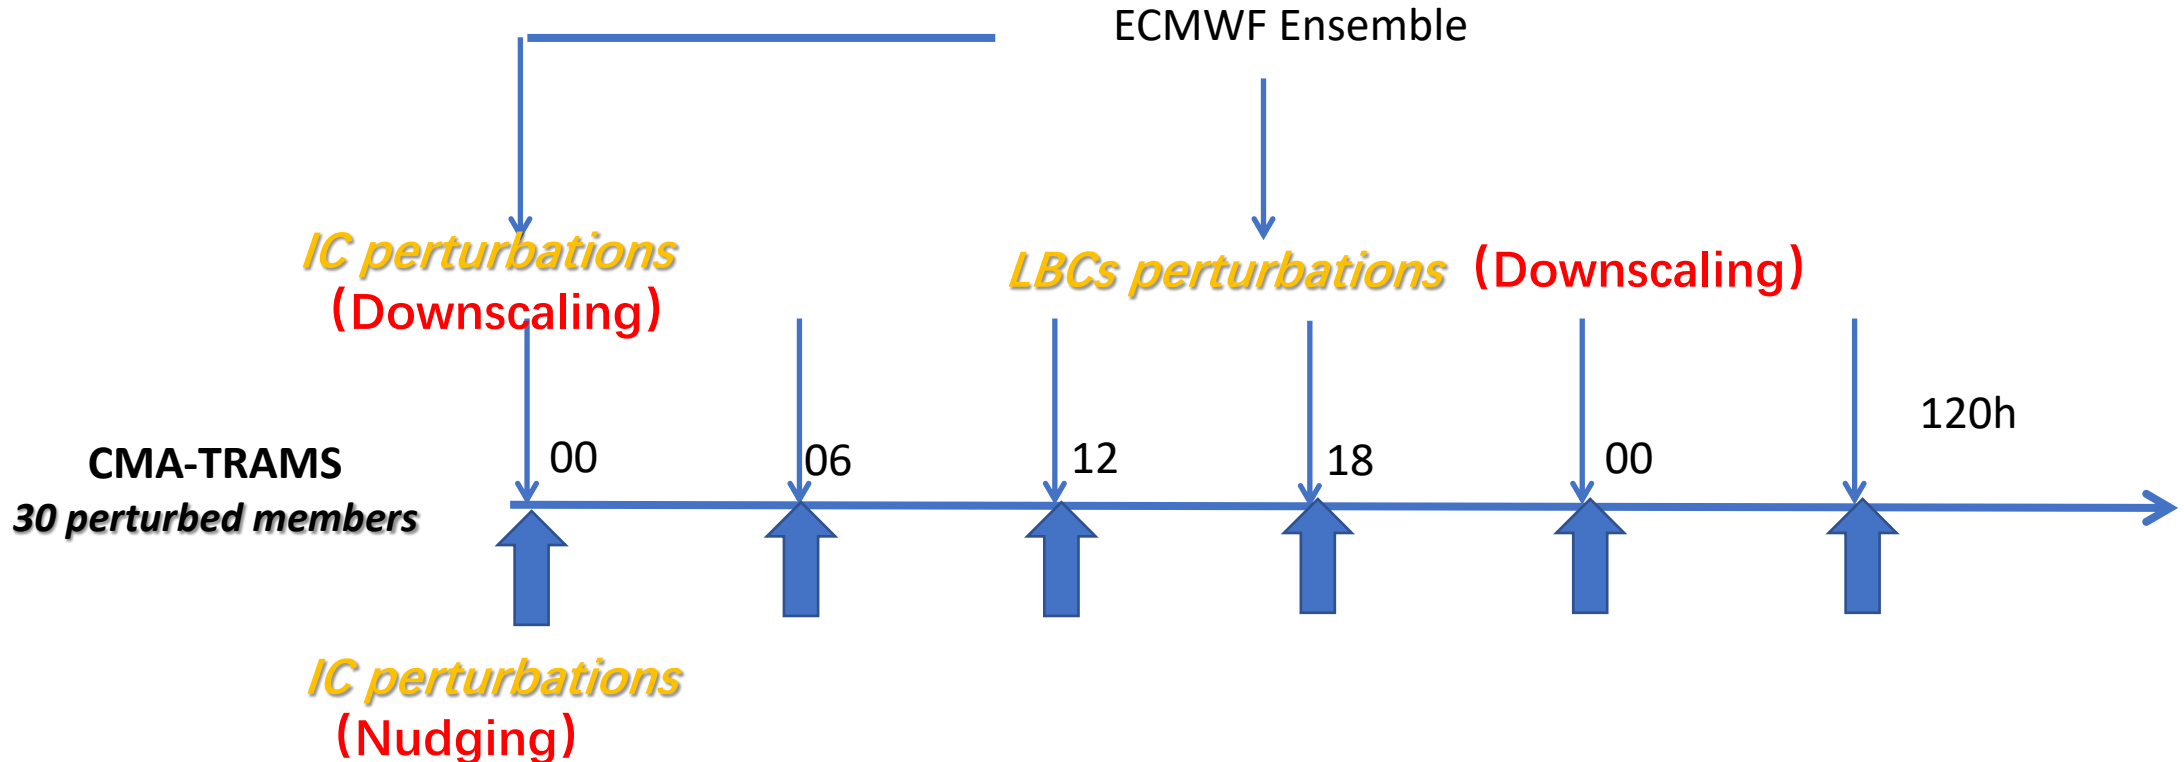 ECMWF Ensemble
IC perturbations
(Downscaling)
LBCs perturbations (Downscaling)
120h
00
06
12
18
00
CMA-TRAMS
30 perturbed members
IC perturbations
(Nudging)